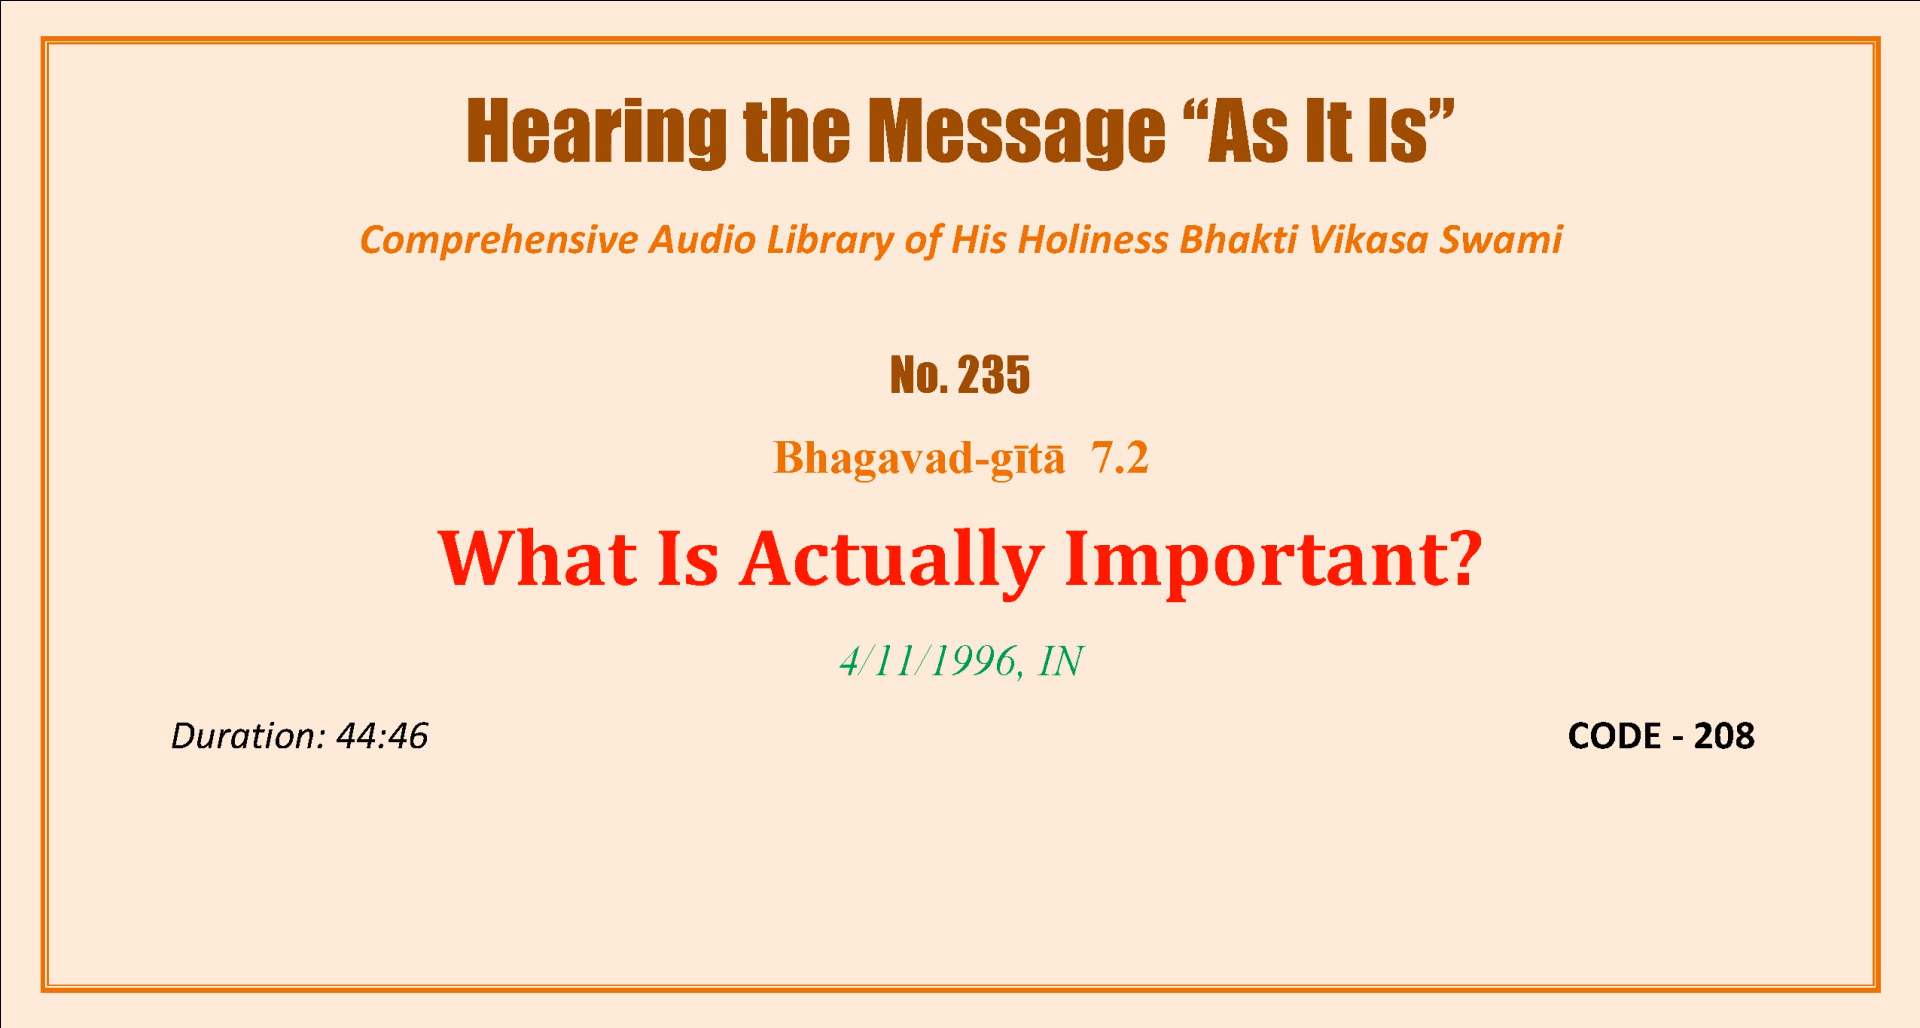 Hearing the Message “As It Is”
Comprehensive Audio Library of His Holiness Bhakti Vikasa Swami
No. 235
Bhagavad-gītā 7.2
What Is Actually Important?
4/11/1996, IN
Duration: 44:46
CODE - 208